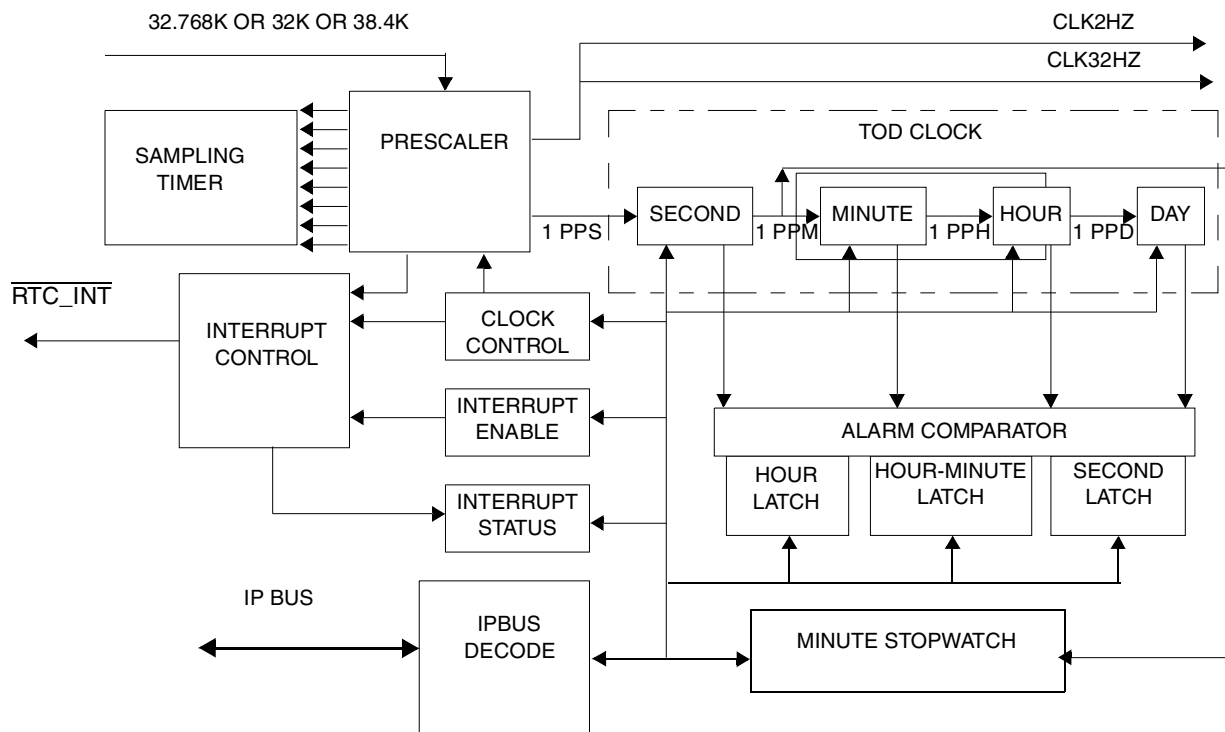 32.768K OR 32K OR 38.4K
CLK2HZ
CLK32HZ
PRESCALER
SAMPLING
TIMER
TOD CLOCK
SECOND
MINUTE
HOUR
DAY
1 PPS
1 PPM
1 PPH
1 PPD
RTC_INT
INTERRUPT
CONTROL
CLOCK
CONTROL
INTERRUPT
ENABLE
INTERRUPT
STATUS
ALARM COMPARATOR
HOUR
LATCH
HOUR-MINUTE
LATCH
SECOND
LATCH
IP BUS
IPBUS
DECODE
MINUTE STOPWATCH